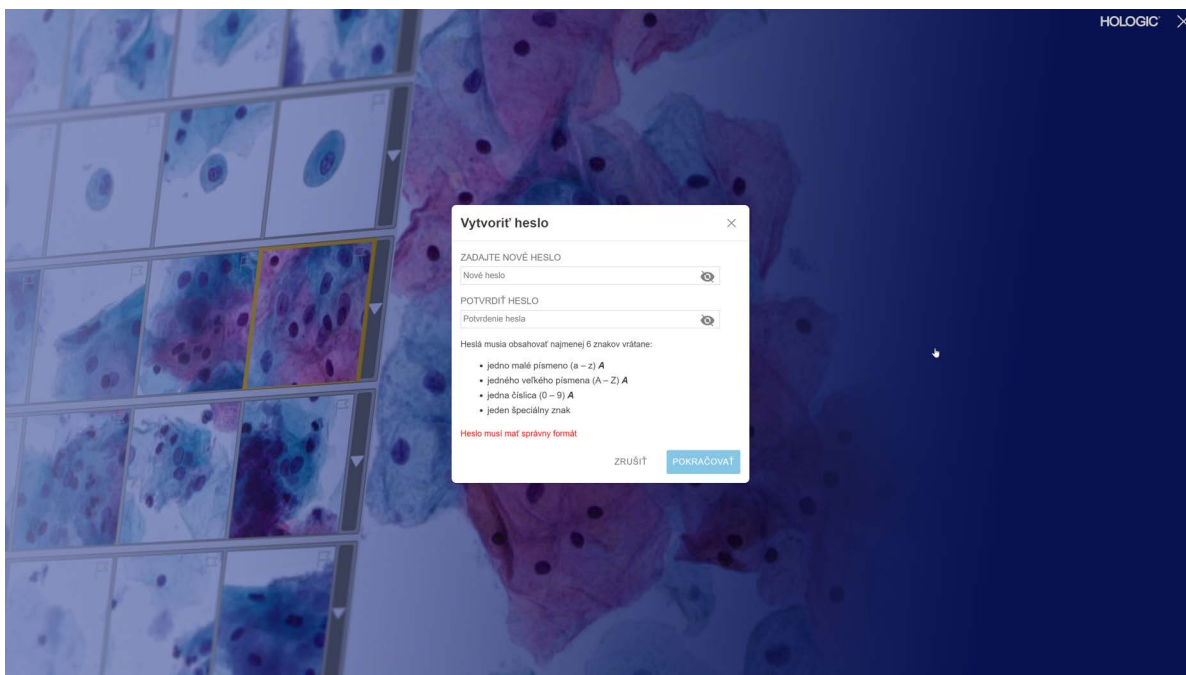 HOLOGIC
Vytvoriť heslo
ZADAJTE NOVÉ HESLO
Nové heslo
POTVRDIŤ HESLO
Potvrdenie hesla
Heslá musia obsahovať najmenej 6 znakov vrátane:
• jedno malé písmeno (a – z) A
• jedného veľkého písmena (A – Z) A
• jedna číslica (0 – 9) A
• jeden špeciálny znak
Heslo musí mať správny formát
ZRUŠIŤ POKRAČOVAŤ